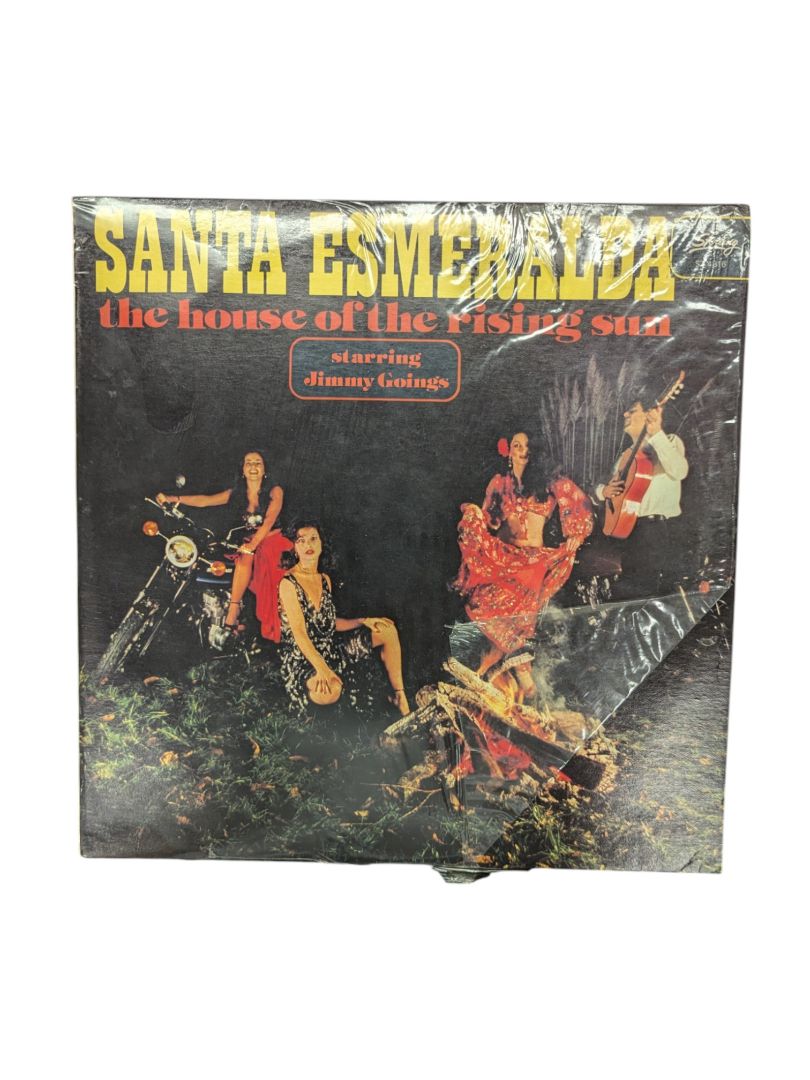 SANTA ESMERALDA
the house of the rising sun
starring
Jimmy Goings